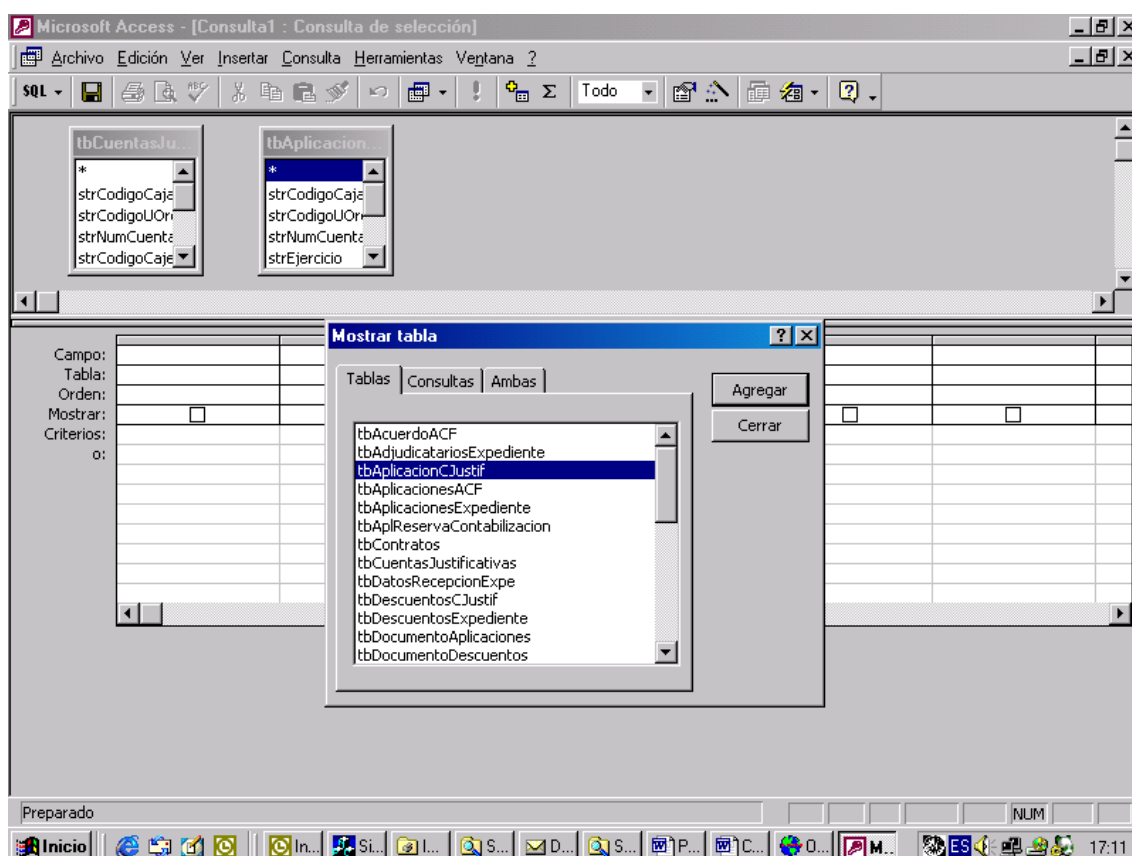 Microsoft Access - [Consulta1 : Consulta de selección]
Archivo Edición Ver Insertar Consulta Herramientas Ventana ?
SQL Todo
tbCuentasJu... tbAplicacion...
* *
strCodigoCaja strCodigoCaja
strCodigoUOr strCodigoUOr
strNumCuenta strNumCuenta
strCodigoCaje strEjercicio
Mostrar tabla
Campo:
Tabla:
Orden:
Mostrar:
Criterios:
o:
Tablas Consultas Ambas
Agregar
Cerrar
tbAcuerdoACF
tbAdjudicatariosExpediente
tbAplicacionCJustif
tbAplicacionesACF
tbAplicacionesExpediente
tbAplReservaContabilizacion
tbContratos
tbCuentasJustificativas
tbDatosRecepcionExpe
tbDescuentosCJustif
tbDescuentosExpediente
tbDocumentoAplicaciones
tbDocumentoDescuentos
Preparado NUM
Inicio In... Si... I... S... D... S... P... C... O... M.. ES 17:11